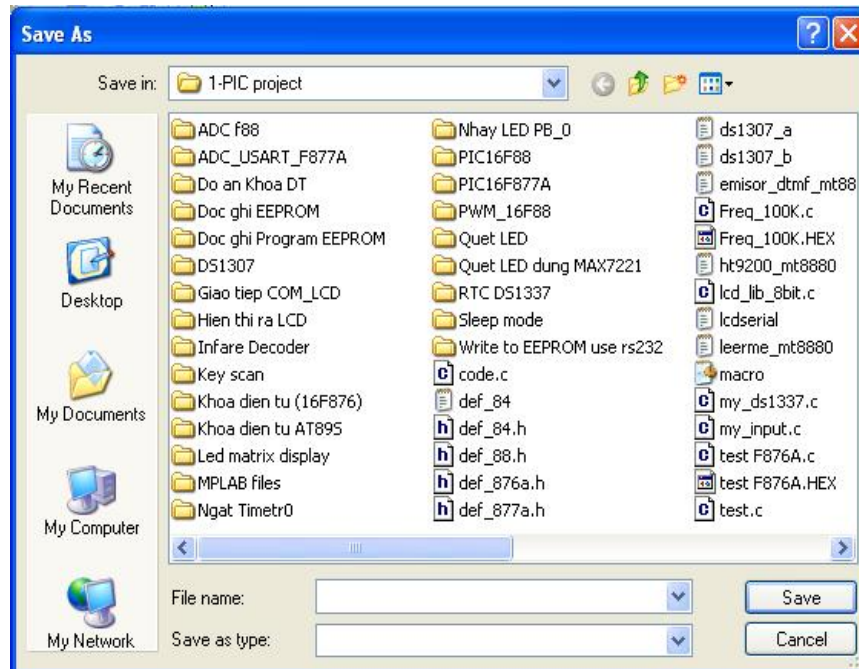 Save As
Save in:
1-PIC project
My Recent
Documents
Desktop
My Documents
My Computer
My Network
ADC f88
ADC_USART_F877A
Do an Khoa DT
Doc ghi EEPROM
Doc ghi Program EEPROM
DS1307
Giao tiep COM_LCD
Hien thi ra LCD
Infare Decoder
Key scan
Khoa dien tu (16F876)
Khoa dien tu AT89S
Led matrix display
MPLAB files
Ngat Timetr0
Nhay LED PB_0
PIC16F88
PIC16F877A
PWM_16F88
Quet LED
Quet LED dung MAX7221
RTC DS1337
Sleep mode
Write to EEPROM use rs232
code.c
def_84
def_84.h
def_88.h
def_876a.h
def_877a.h
ds1307_a
ds1307_b
emisor_dtmf_mt88
Freq_100K.c
Freq_100K.HEX
ht9200_mt8880
lcd_lib_8bit.c
lcdserial
leerme_mt8880
macro
my_ds1337.c
my_input.c
test F876A.c
test F876A.HEX
test.c
File name:
Save
Save as type:
Cancel